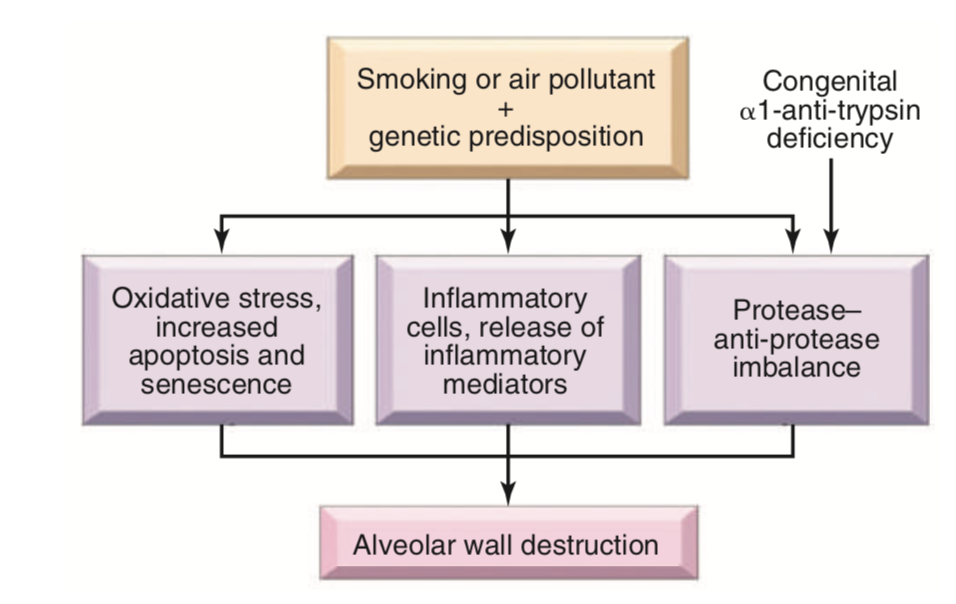 Smoking or air pollutant
+
genetic predisposition
Congenital
α1-anti-trypsin
deficiency
Oxidative stress,
increased
apoptosis and
senescence
Inflammatory
cells, release of
inflammatory
mediators
Protease–
anti-protease
imbalance
Alveolar wall destruction